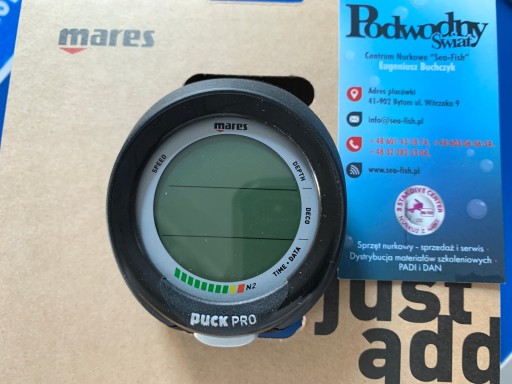 mares
Podwodny
Świat
Centrum Nurkowe "Sea-Fish"
Eugeniusz Buchczyk
Adres placówki
41-902 Bytom ul. Witczaka 9
info@sea-fish.pl
www.sea-fish.pl
Sprzęt nurkowy - sprzedaż i serwis
Dystrybucja materiałów szkoleniowych
PADI i DAN
mares
SPEED
DEPTH
DECO
TIME • DATA
N2
PUCK PRO
just
add